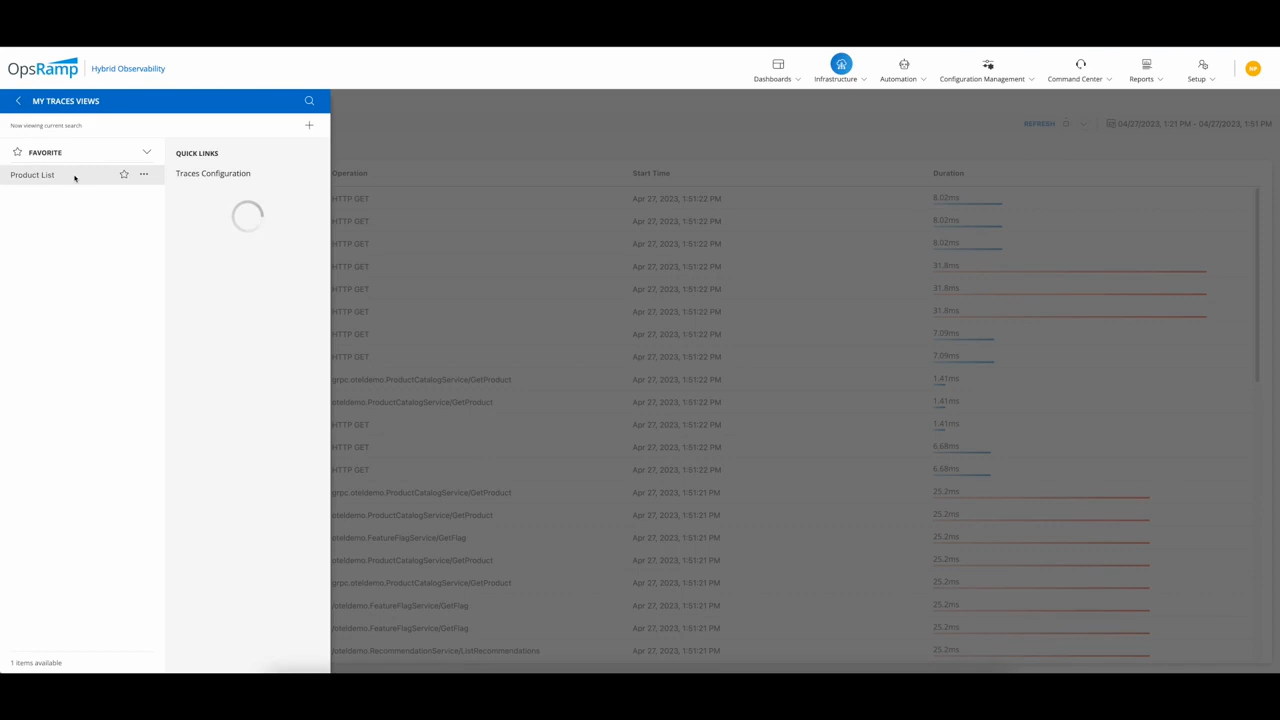 OpsRamp Hybrid Observability
Dashboards
Infrastructure
Automation
Configuration Management
Command Center
Reports
Setup
NP
MY TRACES VIEWS
Now viewing current search
FAVORITE
Product List
1 items available
QUICK LINKS
Traces Configuration
REFRESH
04/27/2023, 1:21 PM - 04/27/2023, 1:51 PM
Operation Start Time Duration
HTTP GET Apr 27, 2023, 1:51:22 PM 8.02ms
HTTP GET Apr 27, 2023, 1:51:22 PM 8.02ms
HTTP GET Apr 27, 2023, 1:51:22 PM 8.02ms
HTTP GET Apr 27, 2023, 1:51:22 PM 31.8ms
HTTP GET Apr 27, 2023, 1:51:22 PM 31.8ms
HTTP GET Apr 27, 2023, 1:51:22 PM 31.8ms
HTTP GET Apr 27, 2023, 1:51:22 PM 7.09ms
HTTP GET Apr 27, 2023, 1:51:22 PM 7.09ms
grpc.oteldemo.ProductCatalogService/GetProduct Apr 27, 2023, 1:51:22 PM 1.41ms
oteldemo.ProductCatalogService/GetProduct Apr 27, 2023, 1:51:22 PM 1.41ms
HTTP GET Apr 27, 2023, 1:51:22 PM 1.41ms
HTTP GET Apr 27, 2023, 1:51:22 PM 6.68ms
HTTP GET Apr 27, 2023, 1:51:22 PM 6.68ms
grpc.oteldemo.ProductCatalogService/GetProduct Apr 27, 2023, 1:51:21 PM 25.2ms
oteldemo.ProductCatalogService/GetProduct Apr 27, 2023, 1:51:21 PM 25.2ms
oteldemo.FeatureFlagService/GetFlag Apr 27, 2023, 1:51:21 PM 25.2ms
oteldemo.ProductCatalogService/GetProduct Apr 27, 2023, 1:51:21 PM 25.2ms
grpc.oteldemo.ProductCatalogService/GetProduct Apr 27, 2023, 1:51:21 PM 25.2ms
/oteldemo.FeatureFlagService/GetFlag Apr 27, 2023, 1:51:21 PM 25.2ms
/oteldemo.FeatureFlagService/GetFlag Apr 27, 2023, 1:51:21 PM 25.2ms
/oteldemo.RecommendationService/ListRecommendations Apr 27, 2023, 1:51:21 PM 25.2ms